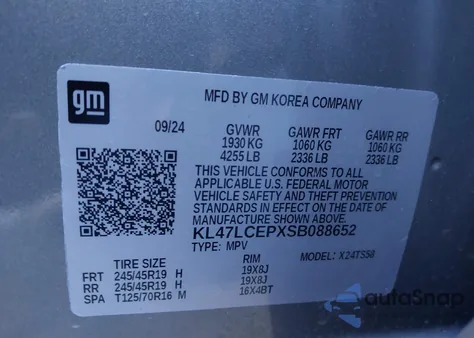 gm
MFD BY GM KOREA COMPANY
09/24 GVWR GAWR FRT GAWR RR
1930 KG 1060 KG 1060 KG
4255 LB 2336 LB 2336 LB
THIS VEHICLE CONFORMS TO ALL
APPLICABLE U.S. FEDERAL MOTOR
VEHICLE SAFETY AND THEFT PREVENTION
STANDARDS IN EFFECT ON THE DATE OF
MANUFACTURE SHOWN ABOVE.
KL47LCEPXSB088652
TYPE: MPV MODEL: X24TSS8
TIRE SIZE RIM
FRT 245/45R19 H 19X8J
RR 245/45R19 H 19X8J
SPA T125/70R16 M 16X4BT
autoSnap